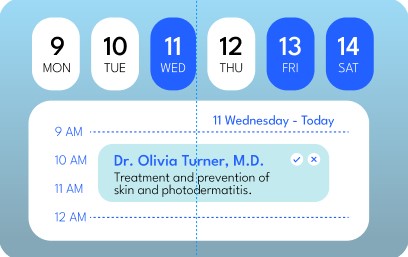 9 10 11 12 13 14
MON TUE WED THU FRI SAT
11 Wednesday - Today
9 AM
10 AM Dr. Olivia Turner, M.D.
Treatment and prevention of
11 AM skin and photodermatitis.
12 AM